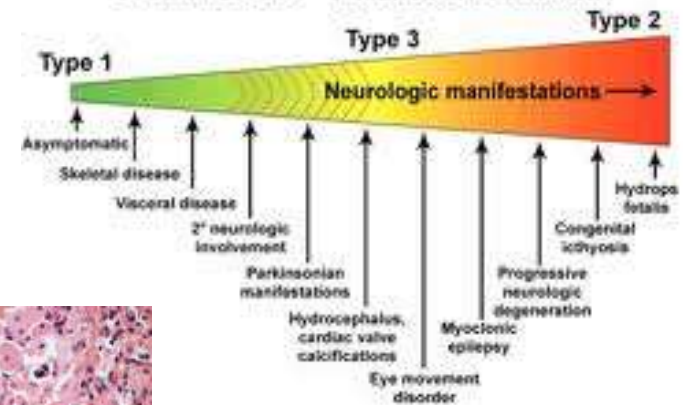 Type 1
Type 3
Type 2
Neurologic manifestations
Asymptomatic
Skeletal disease
Visceral disease
2° neurologic
involvement
Parkinsonian
manifestations
Hydrocephalus,
cardiac valve
calcifications
Eye movement
disorder
Myoclonic
epilepsy
Progressive
neurologic
degeneration
Congenital
icthyosis
Hydrops
fetalis